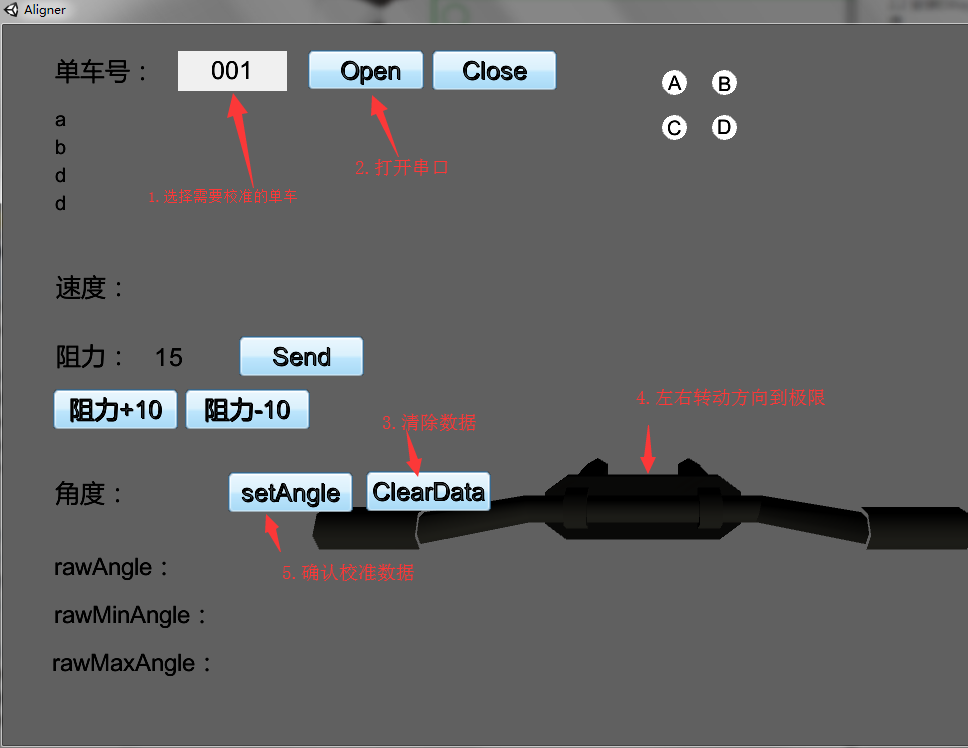 Aligner
单车号： 001 Open Close
A B
C D
a
b
d
d
2.打开串口
1.选择需要校准的单车
速度：
阻力： 15 Send
阻力+10 阻力-10
3.清除数据
4.左右转动方向到极限
角度： setAngle ClearData
5.确认校准数据
rawAngle：
rawMinAngle：
rawMaxAngle：